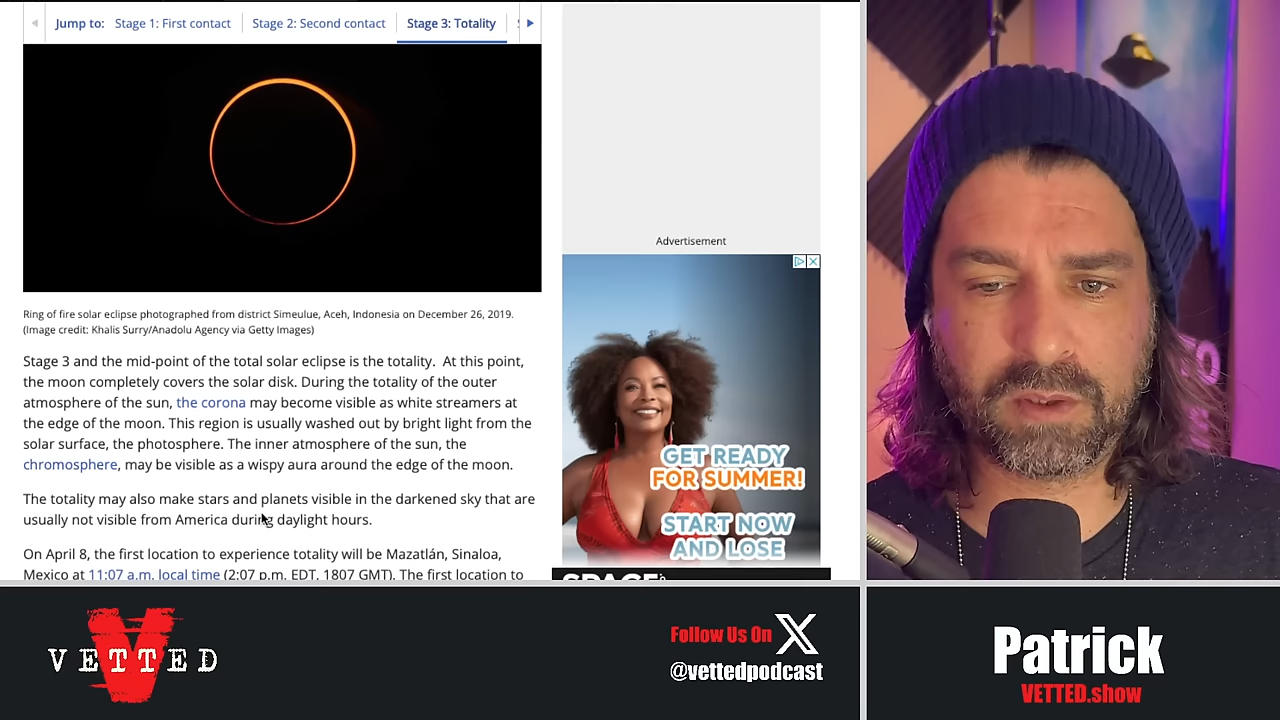 Jump to: Stage 1: First contact Stage 2: Second contact Stage 3: Totality
Ring of fire solar eclipse photographed from district Simeulue, Aceh, Indonesia on December 26, 2019.
(Image credit: Khalis Surry/Anadolu Agency via Getty Images)
Stage 3 and the mid-point of the total solar eclipse is the totality. At this point,
the moon completely covers the solar disk. During the totality of the outer
atmosphere of the sun, the corona may become visible as white streamers at
the edge of the moon. This region is usually washed out by bright light from the
solar surface, the photosphere. The inner atmosphere of the sun, the
chromosphere, may be visible as a wispy aura around the edge of the moon.
The totality may also make stars and planets visible in the darkened sky that are
usually not visible from America during daylight hours.
On April 8, the first location to experience totality will be Mazatlán, Sinaloa,
Mexico at 11:07 a.m. local time (2:07 p.m. EDT, 1807 GMT). The first location to
Advertisement
GET READY
FOR SUMMER!
START NOW
AND LOSE
VETTED
Follow Us On X
@vettedpodcast
Patrick
VETTED.show